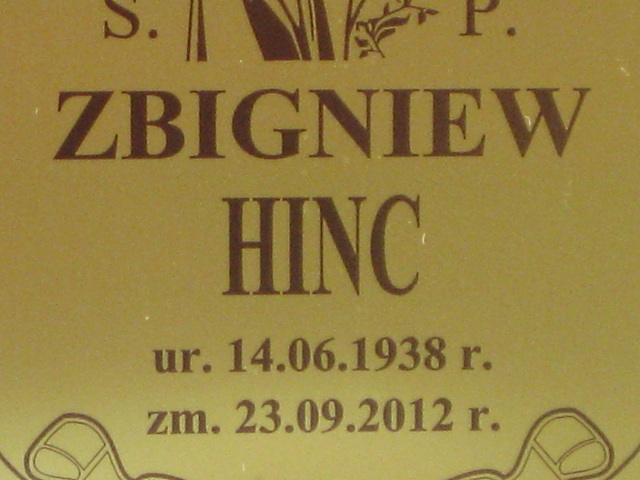 S. P.
ZBIGNIEW
HINC
ur. 14.06.1938 r.
zm. 23.09.2012 r.